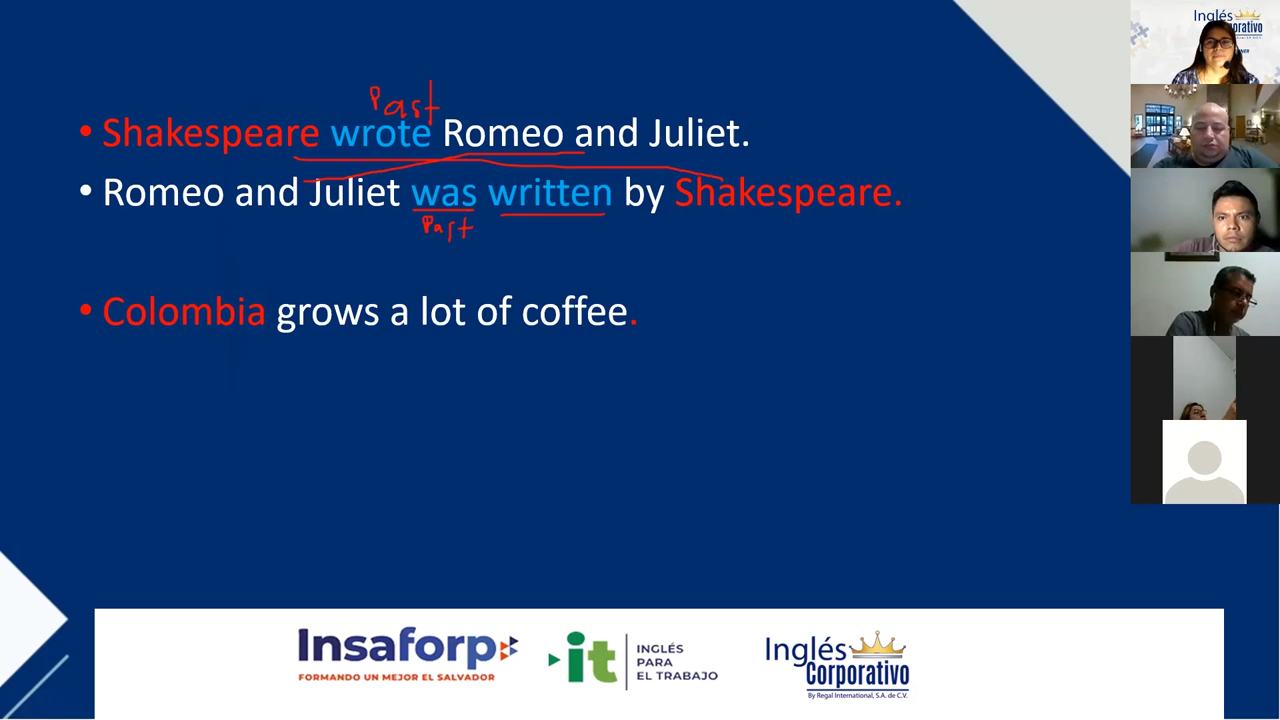 Past
• Shakespeare wrote Romeo and Juliet.
• Romeo and Juliet was written by Shakespeare.
Past
• Colombia grows a lot of coffee.
Insaforp
FORMANDO UN MEJOR EL SALVADOR
it
INGLÉS
PARA
EL TRABAJO
Inglés
Corporativo
By Regal International, S.A. de C.V.
Inglés